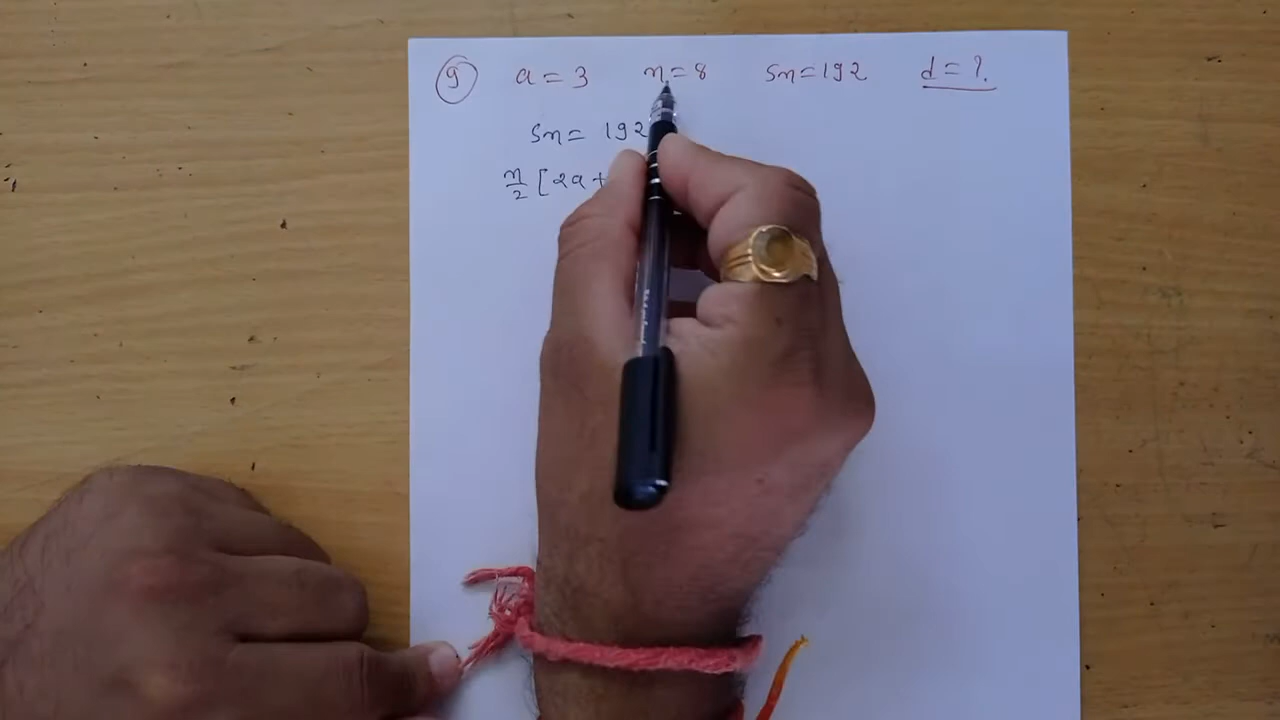 9 a = 3 n = 8 Sn = 192 d = ?
Sn = 192
n/2 [2a +